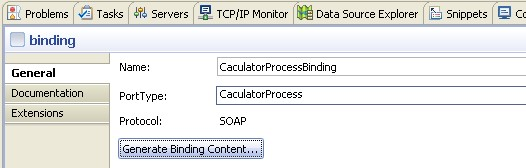 Problems Tasks Servers TCP/IP Monitor Data Source Explorer Snippets
binding
General
Documentation
Extensions
Name: CaculatorProcessBinding
PortType: CaculatorProcess
Protocol: SOAP
Generate Binding Content...